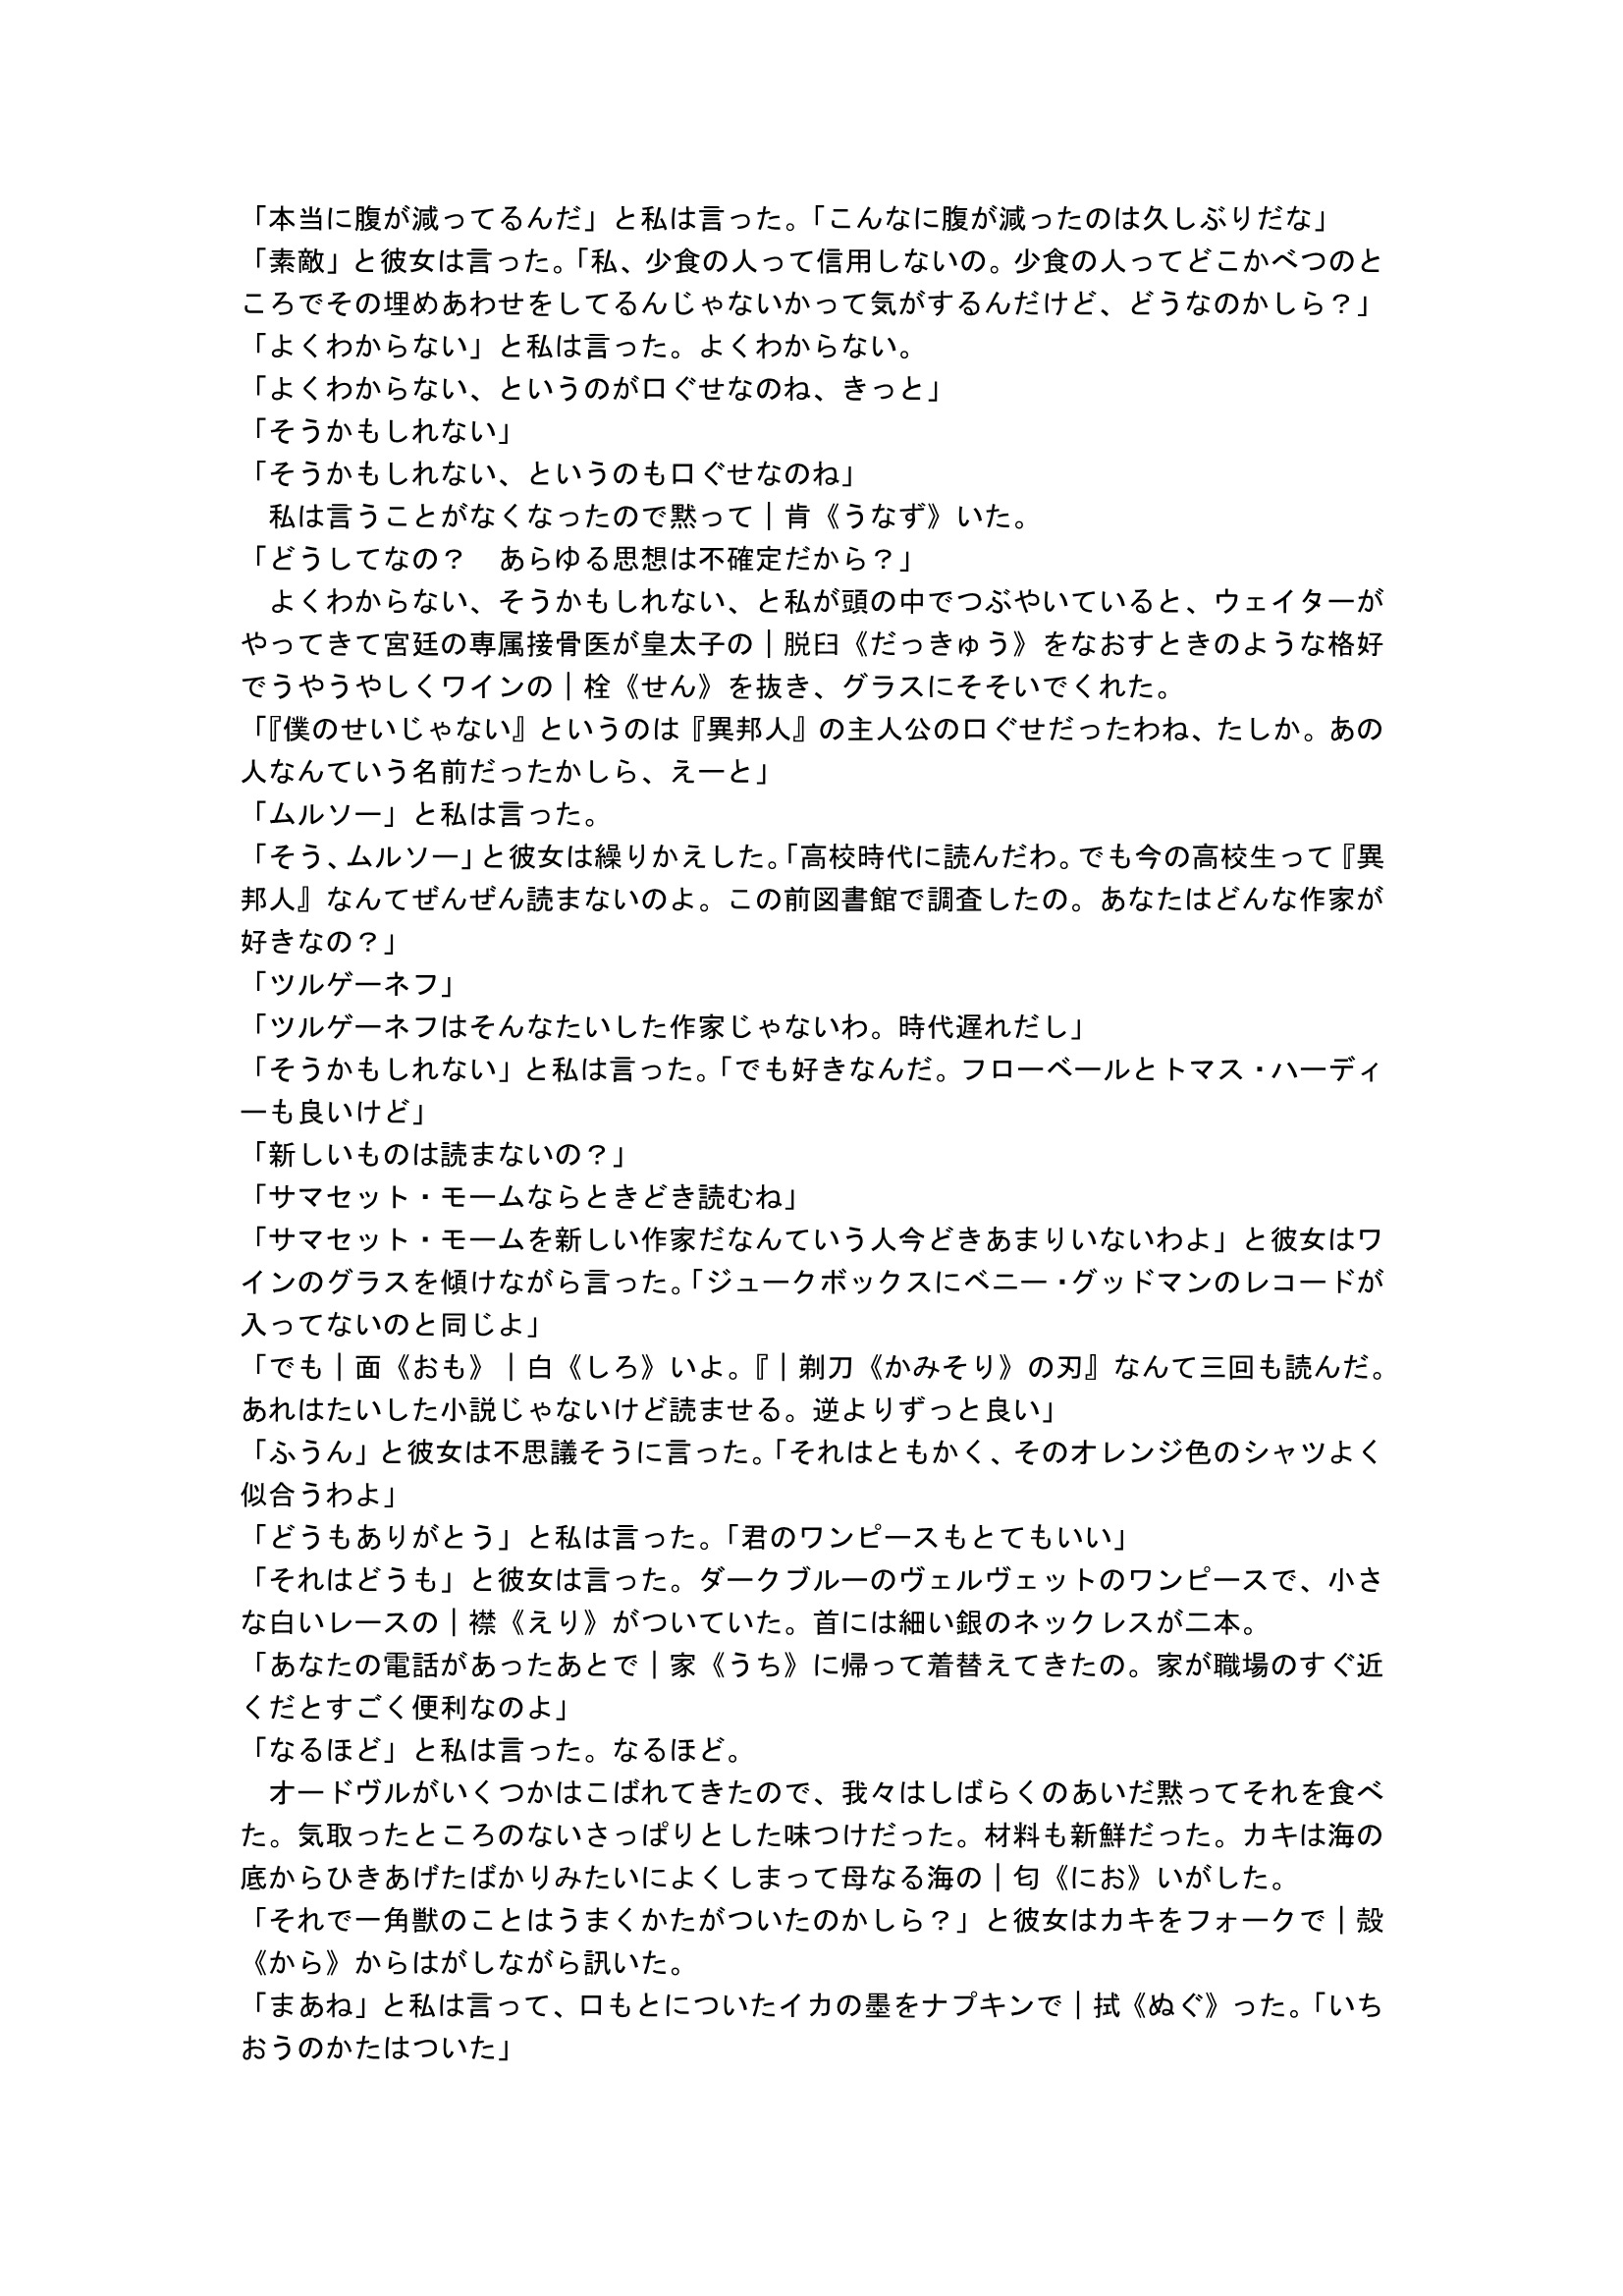 「本当に腹が減ってるんだ」と私は言った。「こんなに腹が減ったのは久しぶりだな」
「素敵」と彼女は言った。「私、少食の人って信用しないの。少食の人ってどこかべつのと
ころでその埋めあわせをしてるんじゃないかって気がするんだけど、どうなのかしら？」
「よくわからない」と私は言った。よくわからない。
「よくわからない、というのが口ぐせなのね、きっと」
「そうかもしれない」
「そうかもしれない、というのも口ぐせなのね」
　私は言うことがなくなったので黙って｜肯《うなず》いた。
「どうしてなの？　あらゆる思想は不確定だから？」
　よくわからない、そうかもしれない、と私が頭の中でつぶやいていると、ウェイターが
やってきて宮廷の専属接骨医が皇太子の｜脱臼《だっきゅう》をなおすときのような格好
でうやうやしくワインの｜栓《せん》を抜き、グラスにそそいでくれた。
「『僕のせいじゃない』というのは『異邦人』の主人公の口ぐせだったわね、たしか。あの
人なんていう名前だったかしら、えーと」
「ムルソー」と私は言った。
「そう、ムルソー」と彼女は繰りかえした。「高校時代に読んだわ。でも今の高校生って『異
邦人』なんてぜんぜん読まないのよ。この前図書館で調査したの。あなたはどんな作家が
好きなの？」
「ツルゲーネフ」
「ツルゲーネフはそんなたいした作家じゃないわ。時代遅れだし」
「そうかもしれない」と私は言った。「でも好きなんだ。フローベールとトマス・ハーディ
ーも良いけど」
「新しいものは読まないの？」
「サマセット・モームならときどき読むね」
「サマセット・モームを新しい作家だなんていう人今どきあまりいないわよ」と彼女はワ
インのグラスを傾けながら言った。「ジュークボックスにベニー・グッドマンのレコードが
入ってないのと同じよ」
「でも｜面《おも》｜白《しろ》いよ。『｜剃刀《かみそり》の刃』なんて三回も読んだ。
あれはたいした小説じゃないけど読ませる。逆よりずっと良い」
「ふうん」と彼女は不思議そうに言った。「それはともかく、そのオレンジ色のシャツよく
似合うわよ」
「どうもありがとう」と私は言った。「君のワンピースもとてもいい」
「それはどうも」と彼女は言った。ダークブルーのヴェルヴェットのワンピースで、小さ
な白いレースの｜襟《えり》がついていた。首には細い銀のネックレスが二本。
「あなたの電話があったあとで｜家《うち》に帰って着替えてきたの。家が職場のすぐ近
くだとすごく便利なのよ」
「なるほど」と私は言った。なるほど。
　オードヴルがいくつかはこばれてきたので、我々はしばらくのあいだ黙ってそれを食べ
た。気取ったところのないさっぱりとした味つけだった。材料も新鮮だった。カキは海の
底からひきあげたばかりみたいによくしまって母なる海の｜匂《にお》いがした。
「それで一角獣のことはうまくかたがついたのかしら？」と彼女はカキをフォークで｜殻
《から》からはがしながら訊いた。
「まあね」と私は言って、口もとについたイカの墨をナプキンで｜拭《ぬぐ》った。「いち
おうのかたはついた」